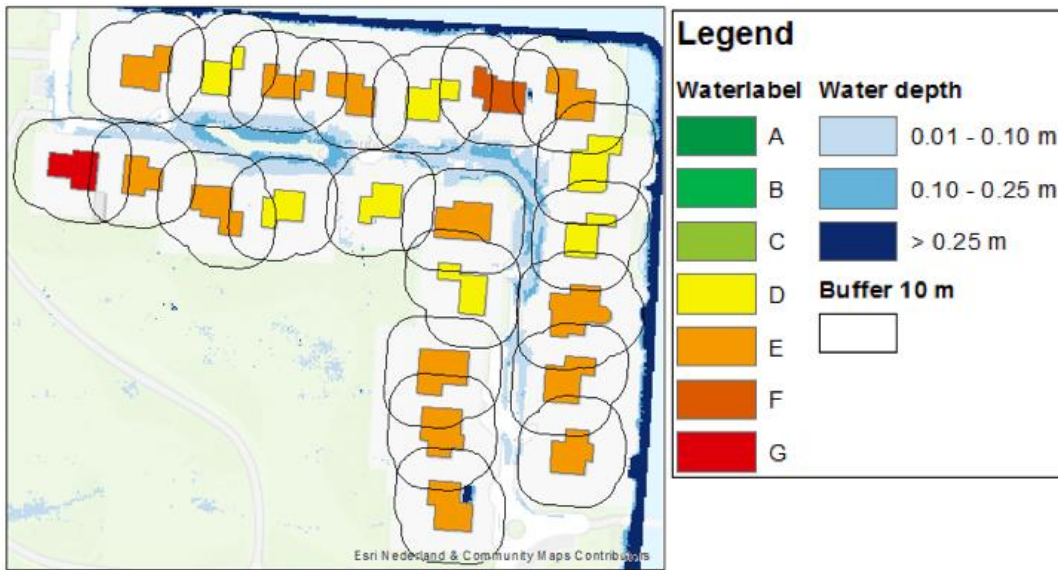 Legend
Waterlabel Water depth
A 0.01 - 0.10 m
B 0.10 - 0.25 m
C > 0.25 m
D Buffer 10 m
E
F
G
Esri Nederland & Community Maps Contributors